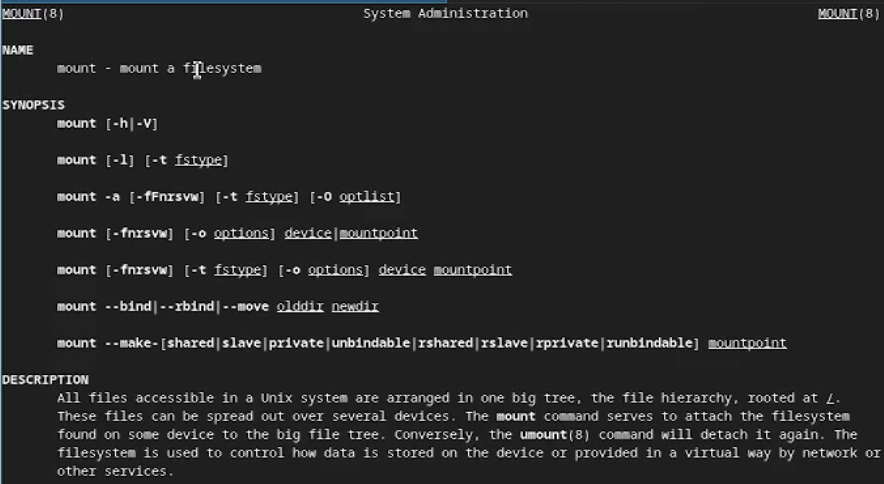 MOUNT(8) System Administration MOUNT(8)
NAME
mount - mount a filesystem
SYNOPSIS
mount [-h|-V]
mount [-l] [-t fstype]
mount -a [-fFnrsvw] [-t fstype] [-O optlist]
mount [-fnrsvw] [-o options] device|mountpoint
mount [-fnrsvw] [-t fstype] [-o options] device mountpoint
mount --bind|--rbind|--move olddir newdir
mount --make-[shared|slave|private|unbindable|rshared|rslave|rprivate|runbindable] mountpoint
DESCRIPTION
All files accessible in a Unix system are arranged in one big tree, the file hierarchy, rooted at /.
These files can be spread out over several devices. The mount command serves to attach the filesystem
found on some device to the big file tree. Conversely, the umount(8) command will detach it again. The
filesystem is used to control how data is stored on the device or provided in a virtual way by network or
other services.